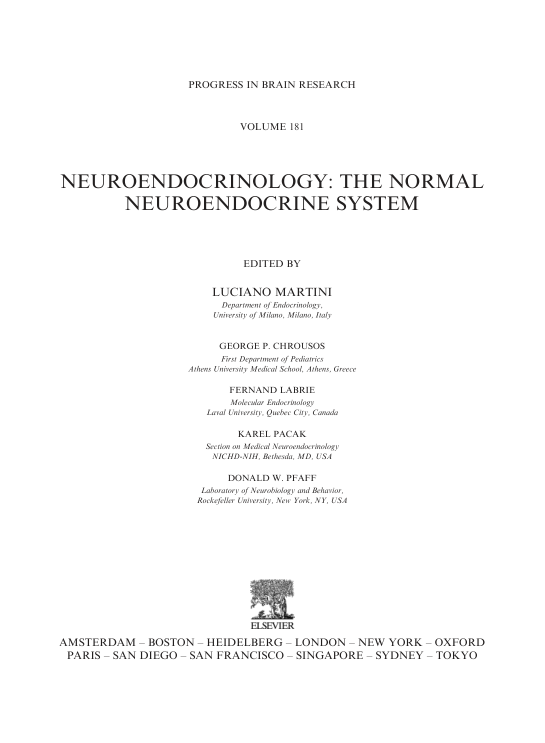 PROGRESS IN BRAIN RESEARCH
VOLUME 181
NEUROENDOCRINOLOGY: THE NORMAL
NEUROENDOCRINE SYSTEM
EDITED BY
LUCIANO MARTINI
Department of Endocrinology,
University of Milano, Milano, Italy
GEORGE P. CHROUSOS
First Department of Pediatrics
Athens University Medical School, Athens, Greece
FERNAND LABRIE
Molecular Endocrinology
Laval University, Quebec City, Canada
KAREL PACAK
Section on Medical Neuroendocrinology
NICHD-NIH, Bethesda, MD, USA
DONALD W. PFAFF
Laboratory of Neurobiology and Behavior,
Rockefeller University, New York, NY, USA
ELSEVIER
AMSTERDAM – BOSTON – HEIDELBERG – LONDON – NEW YORK – OXFORD
PARIS – SAN DIEGO – SAN FRANCISCO – SINGAPORE – SYDNEY – TOKYO